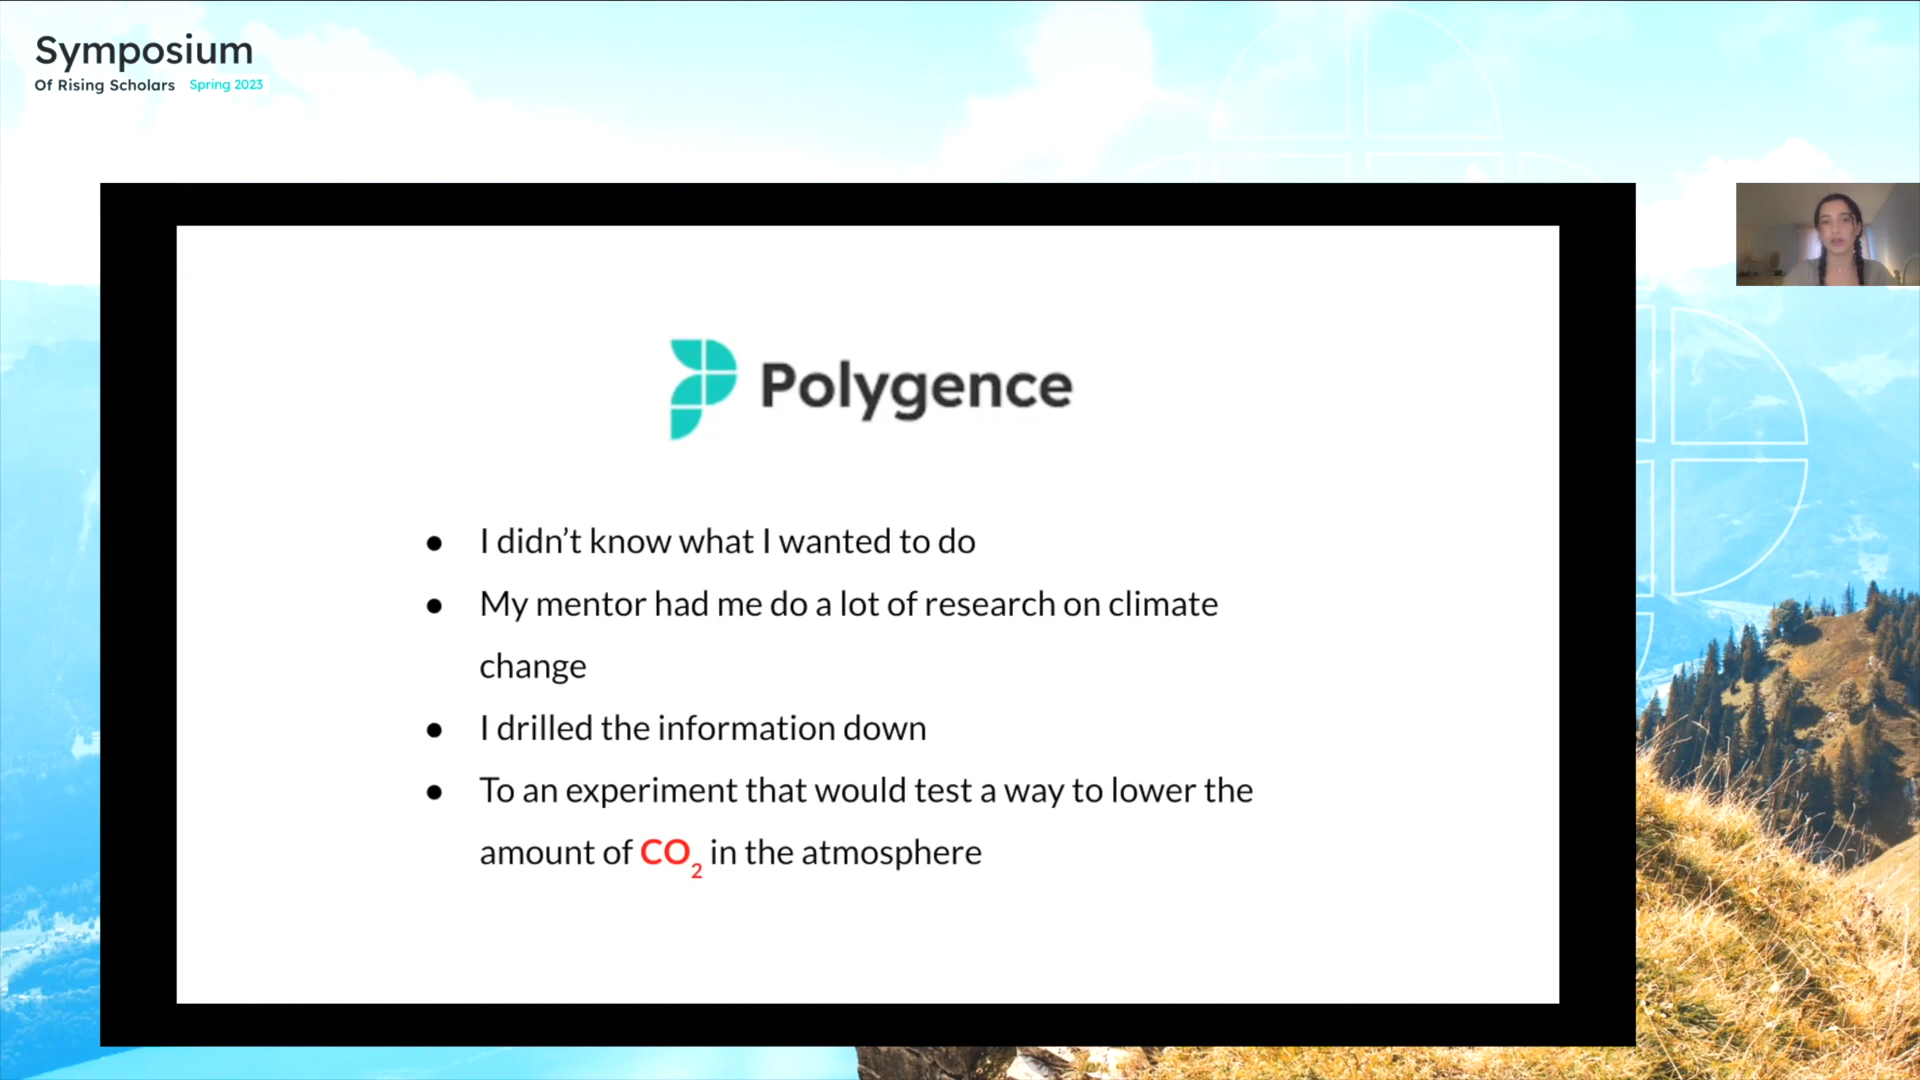 Symposium
Of Rising Scholars Spring 2023
Polygence
● I didn't know what I wanted to do
● My mentor had me do a lot of research on climate
change
● I drilled the information down
● To an experiment that would test a way to lower the
amount of CO₂ in the atmosphere